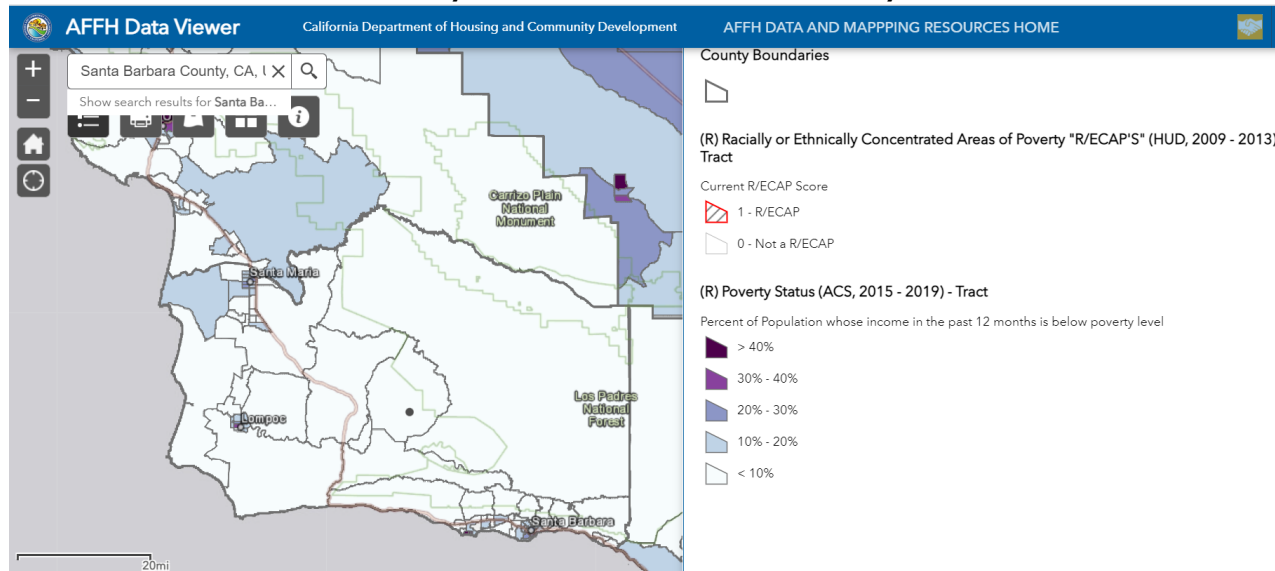 AFFH Data Viewer
California Department of Housing and Community Development
AFFH DATA AND MAPPPING RESOURCES HOME
+
−
Santa Barbara County, CA, U
Show search results for Santa Ba...
Carrizo Plain
National
Monument
Santa Maria
Lompoc
Los Padres
National
Forest
Santa Barbara
20mi
County Boundaries
(R) Racially or Ethnically Concentrated Areas of Poverty "R/ECAP'S" (HUD, 2009 - 2013)
Tract
Current R/ECAP Score
1 - R/ECAP
0 - Not a R/ECAP
(R) Poverty Status (ACS, 2015 - 2019) - Tract
Percent of Population whose income in the past 12 months is below poverty level
> 40%
30% - 40%
20% - 30%
10% - 20%
< 10%